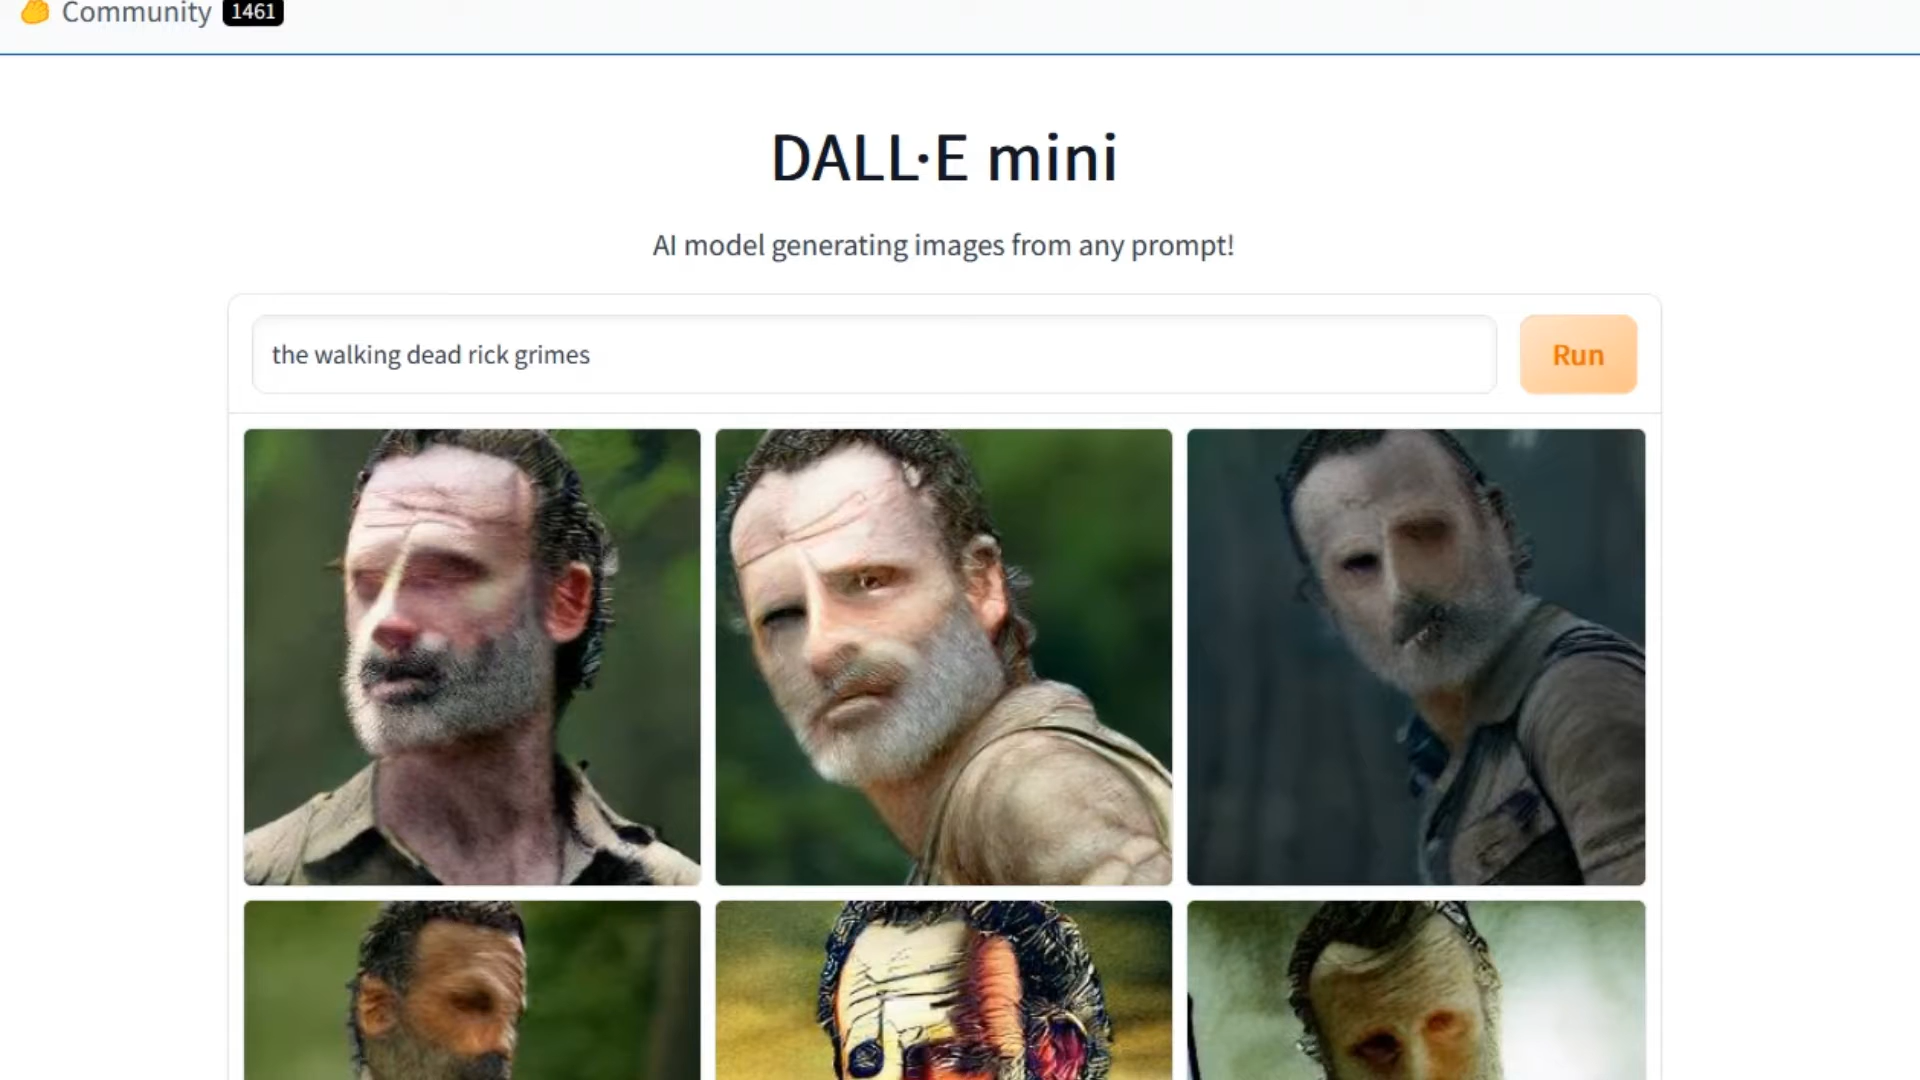 Community 1461
DALL·E mini
AI model generating images from any prompt!
the walking dead rick grimes
Run